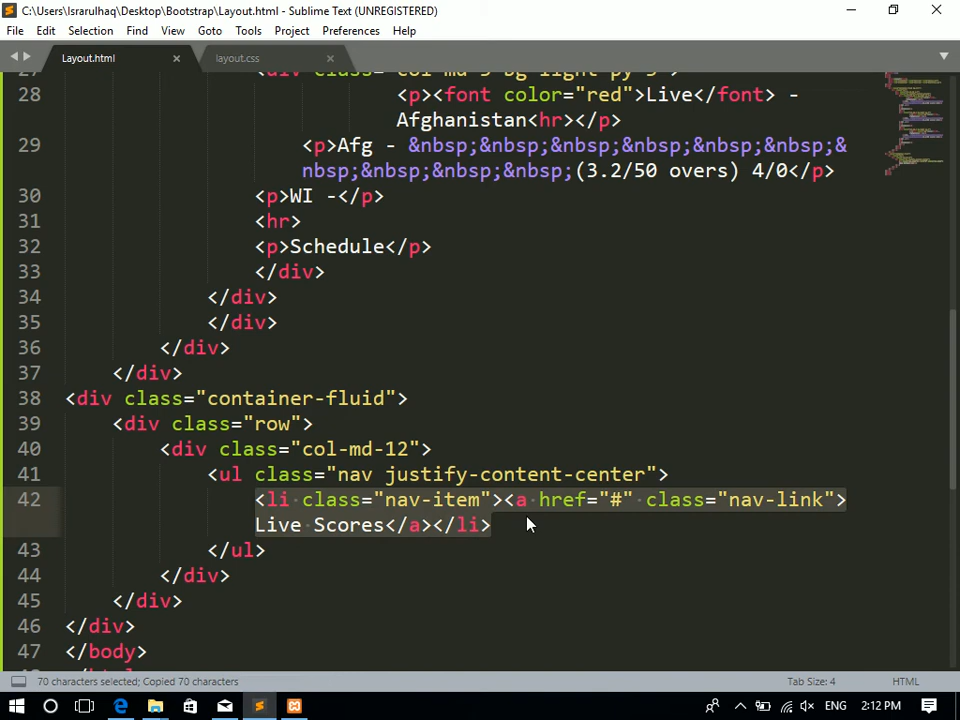 C:\Users\Israrulhaq\Desktop\Bootstrap\Layout.html - Sublime Text (UNREGISTERED)
File Edit Selection Find View Goto Tools Project Preferences Help
Layout.html layout.css
28 <p><font color="red">Live</font> -
Afghanistan<hr></p>
29 <p>Afg - &nbsp;&nbsp;&nbsp;&nbsp;&nbsp;&nbsp;&
nbsp;&nbsp;&nbsp;&nbsp;(3.2/50 overs) 4/0</p>
30 <p>WI -</p>
31 <hr>
32 <p>Schedule</p>
33 </div>
34 </div>
35 </div>
36 </div>
37 </div>
38 <div class="container-fluid">
39 <div class="row">
40 <div class="col-md-12">
41 <ul class="nav justify-content-center">
42 <li class="nav-item"><a href="#" class="nav-link">
Live Scores</a></li>
43 </ul>
44 </div>
45 </div>
46 </div>
47 </body>
70 characters selected; Copied 70 characters Tab Size: 4 HTML
ENG 2:12 PM